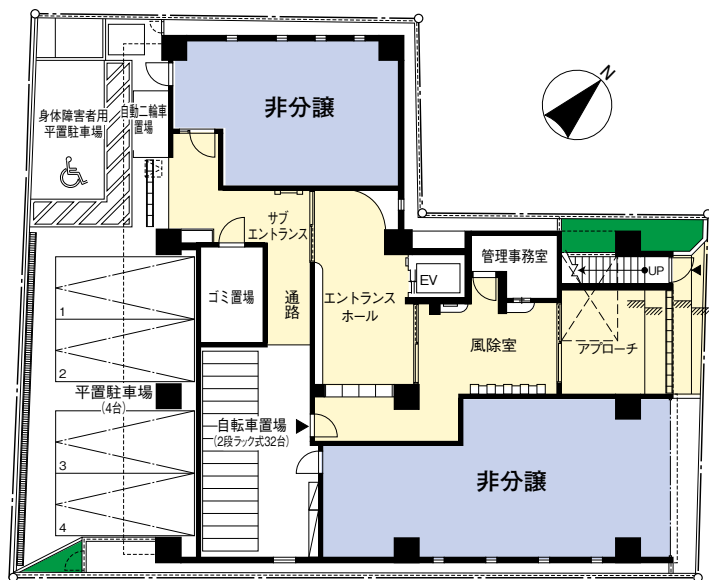 N
非分譲
身体障害者用
平置駐車場
自動二輪車
置場
サブ
エントランス
管理事務室
EV
UP
ゴミ置場
通路
エントランス
ホール
風除室
アプローチ
1
2
平置駐車場
(4台)
3
4
自転車置場
(2段ラック式32台)
非分譲